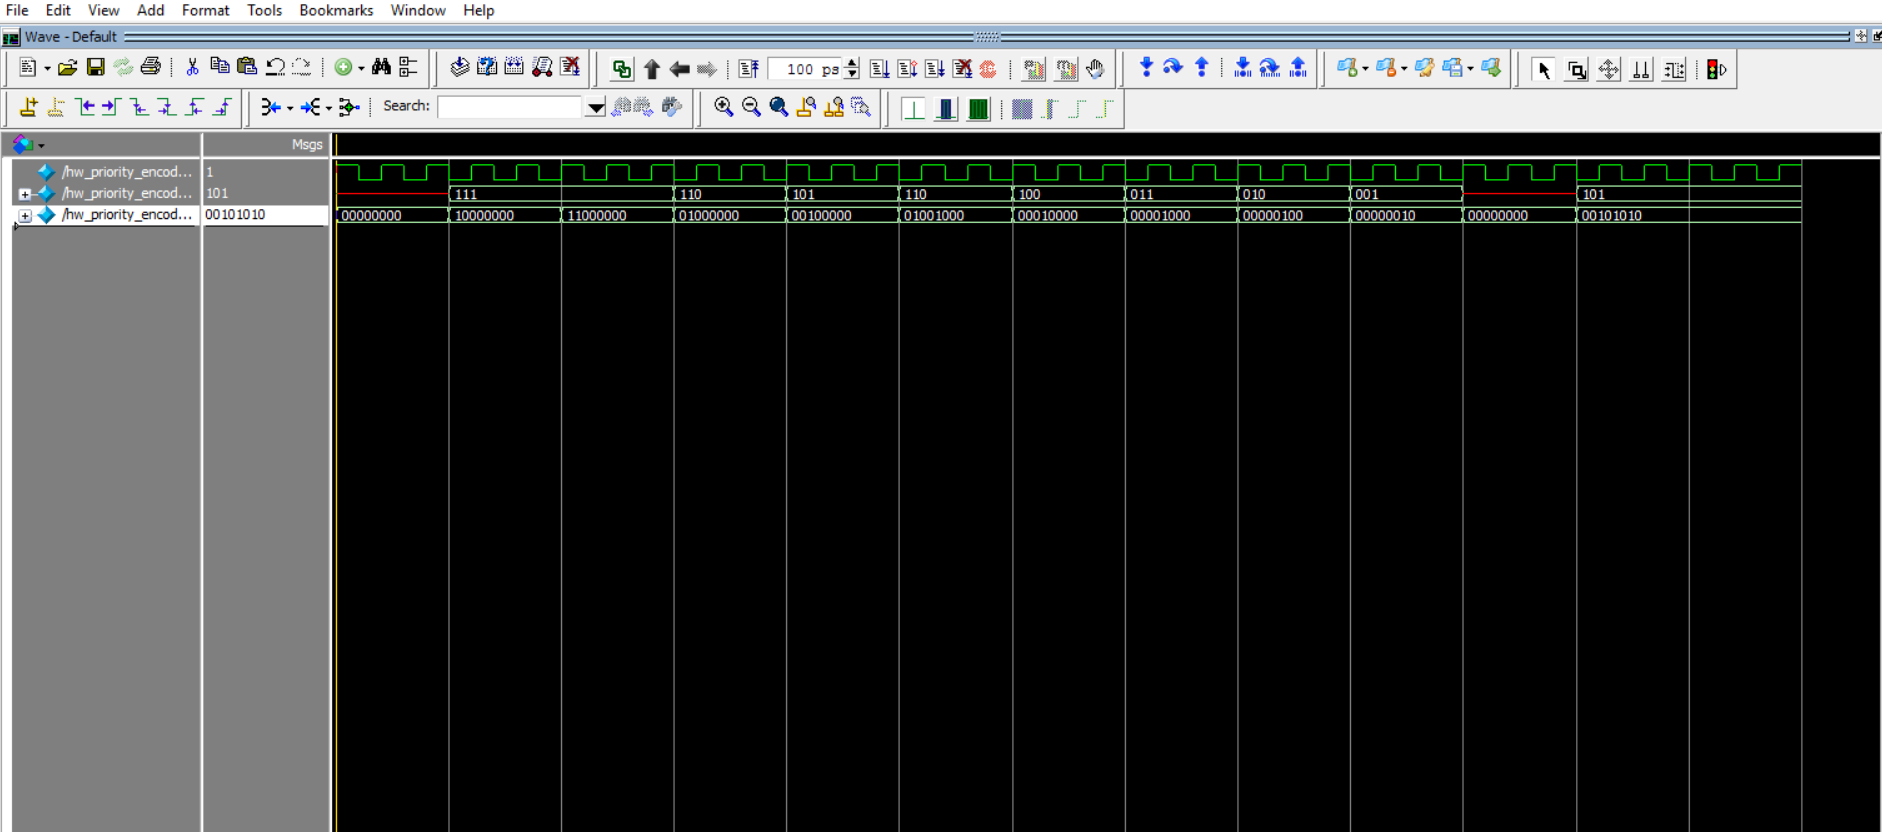 File Edit View Add Format Tools Bookmarks Window Help
Wave - Default
100 ps
Search:
Msgs
/hw_priority_encod... 1
/hw_priority_encod... 101 111 110 101 110 100 011 010 001 101
/hw_priority_encod... 00101010 00000000 10000000 11000000 01000000 00100000 01001000 00010000 00001000 00000100 00000010 00000000 00101010